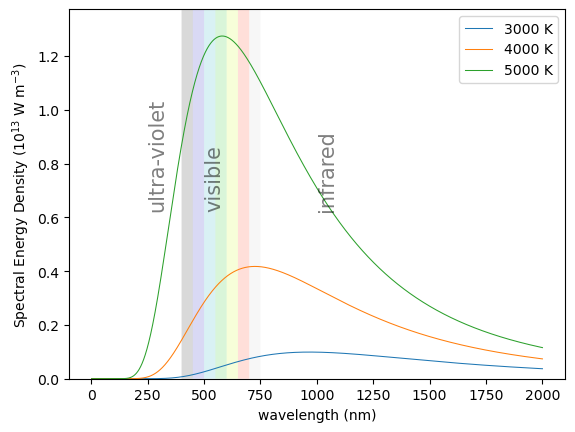 Spectral Energy Density (10¹³ W m⁻³)
1.2
1.0
0.8
0.6
0.4
0.2
0.0
ultra-violet
visible
infrared
3000 K
4000 K
5000 K
0 250 500 750 1000 1250 1500 1750 2000
wavelength (nm)